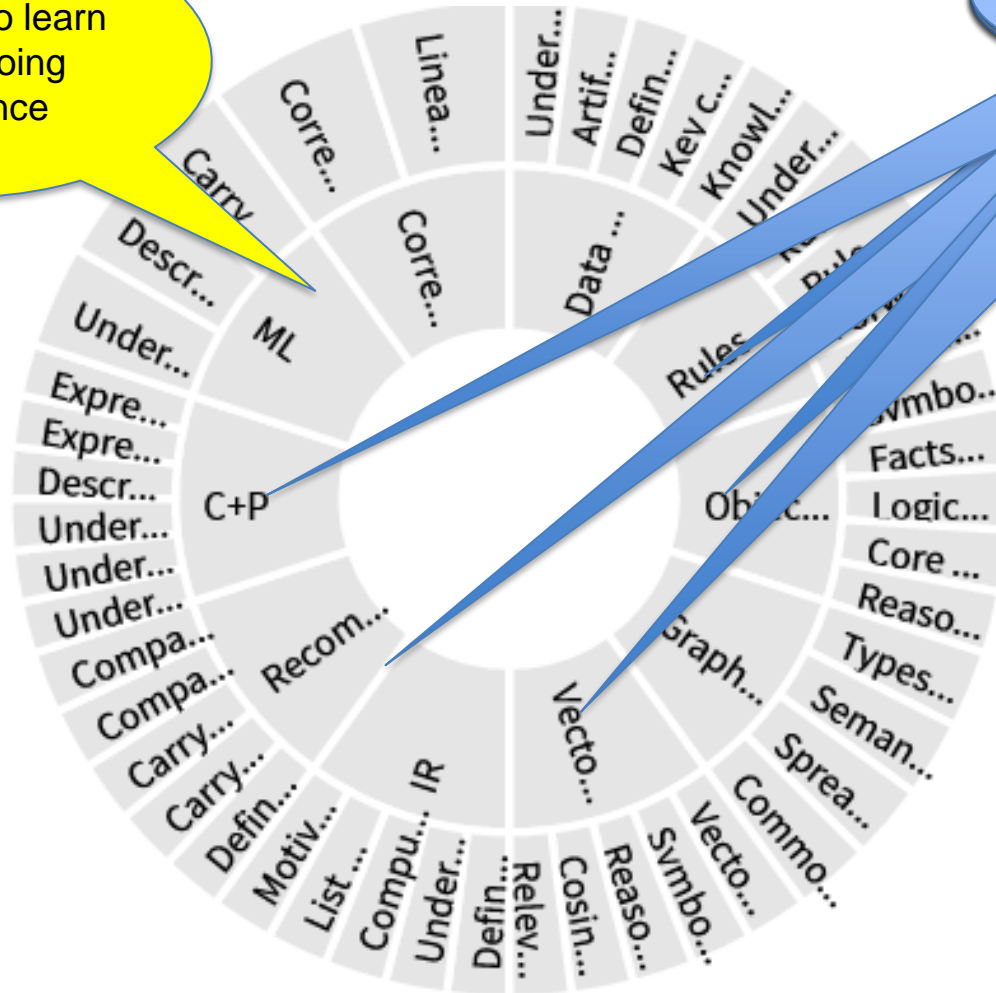 o learn
oing
nce
Under...
Artif...
Defin...
Key c...
Knowl...
Under...
Symbo...
Facts...
Logic...
Core ...
Reaso...
Types...
Seman...
Sprea...
Commo...
Vecto...
Symbo...
Reaso...
Cosin...
Relev...
Defin...
Under...
Compu...
List ...
Motiv...
Defin...
Carry...
Carry...
Compa...
Compa...
Under...
Under...
Under...
Descr...
Expre...
Expre...
Under...
Descr...
Carry
Corre...
Linea...
Data ...
Rules
Graph...
Vecto...
IR
Recom...
C+P
ML
Corre...